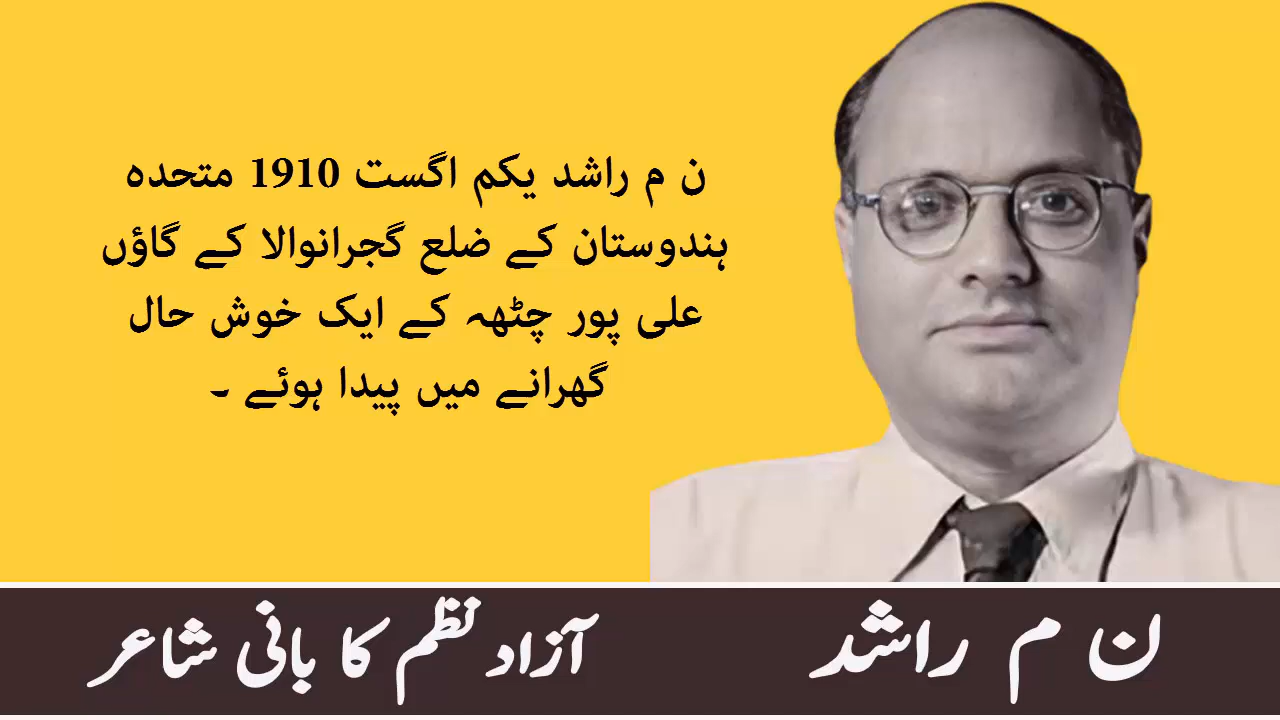 ن م راشد یکم اگست 1910 متحدہ
ہندوستان کے ضلع گجرانوالا کے گاؤں
علی پور چٹھہ کے ایک خوش حال
گھرانے میں پیدا ہوئے ۔
ن م راشد
آزاد نظم کا بانی شاعر